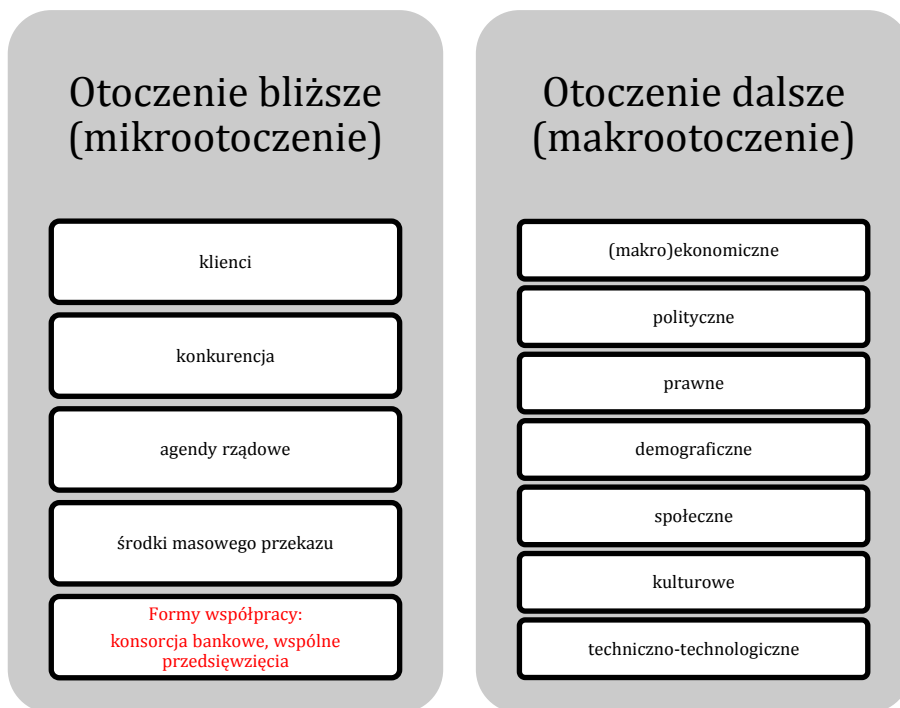 Otoczenie bliższe
(mikrootoczenie)
klienci
konkurencja
agendy rządowe
środki masowego przekazu
Formy współpracy:
konsorcja bankowe, wspólne
przedsięwzięcia
Otoczenie dalsze
(makrootoczenie)
(makro)ekonomiczne
polityczne
prawne
demograficzne
społeczne
kulturowe
techniczno-technologiczne